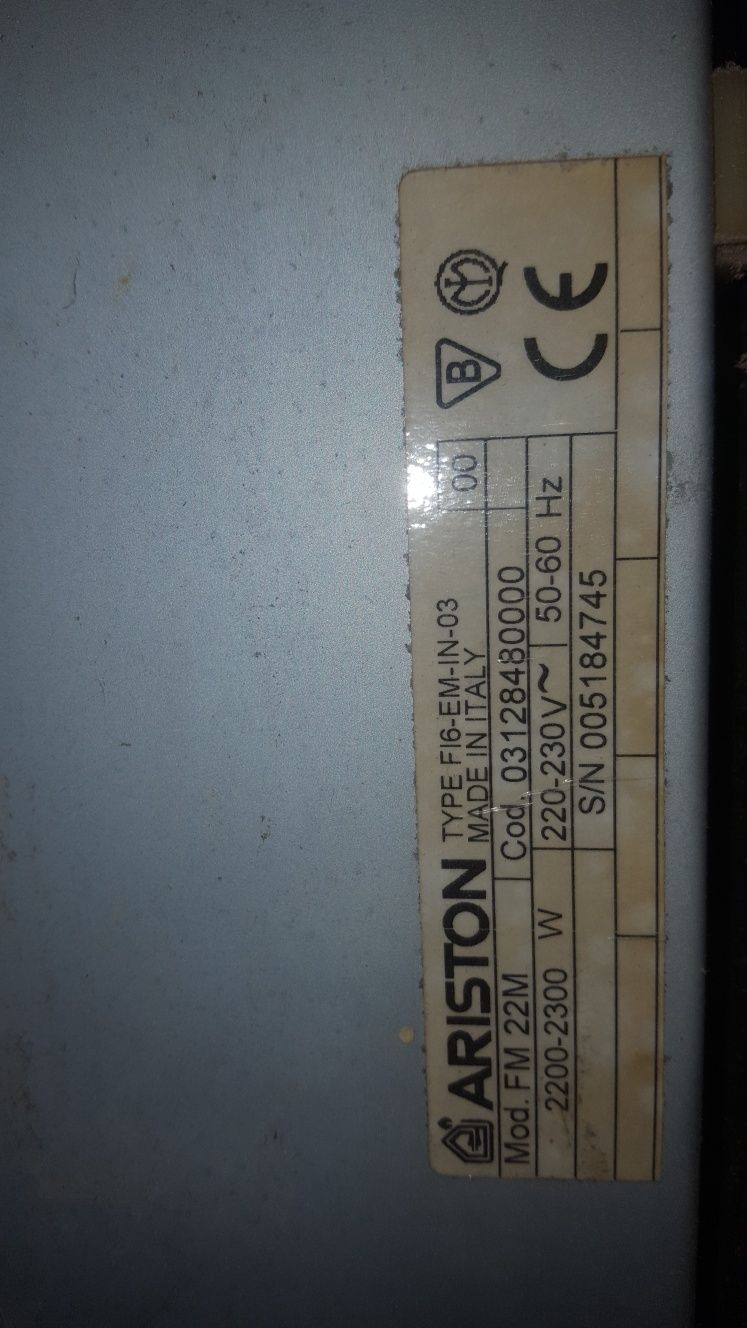 ARISTON TYPE FI6-EM-IN-03
MADE IN ITALY 00
Mod. FM 22M Cod. 03128480000
2200-2300 W 220-230V~ 50-60 Hz
S/N 005184745
B
CE